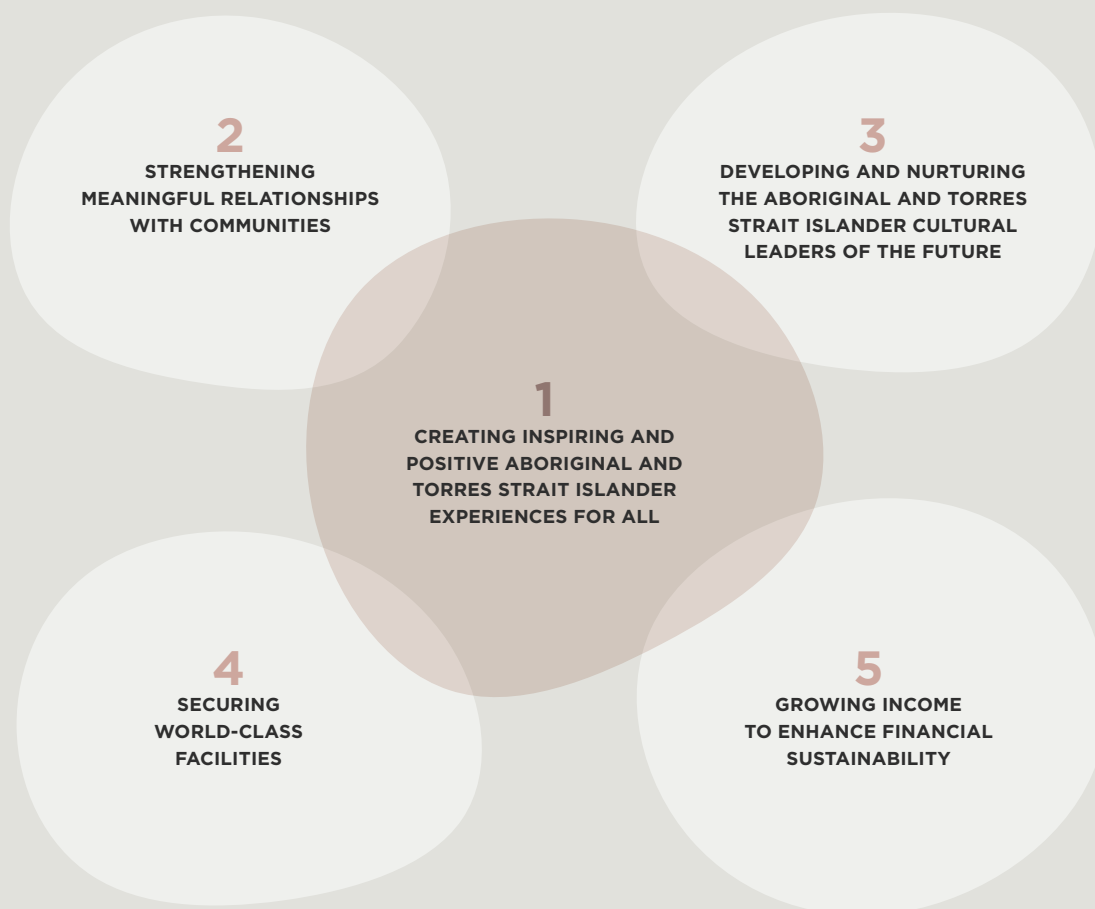 2
STRENGTHENING
MEANINGFUL RELATIONSHIPS
WITH COMMUNITIES
3
DEVELOPING AND NURTURING
THE ABORIGINAL AND TORRES
STRAIT ISLANDER CULTURAL
LEADERS OF THE FUTURE
1
CREATING INSPIRING AND
POSITIVE ABORIGINAL AND
TORRES STRAIT ISLANDER
EXPERIENCES FOR ALL
4
SECURING
WORLD-CLASS
FACILITIES
5
GROWING INCOME
TO ENHANCE FINANCIAL
SUSTAINABILITY